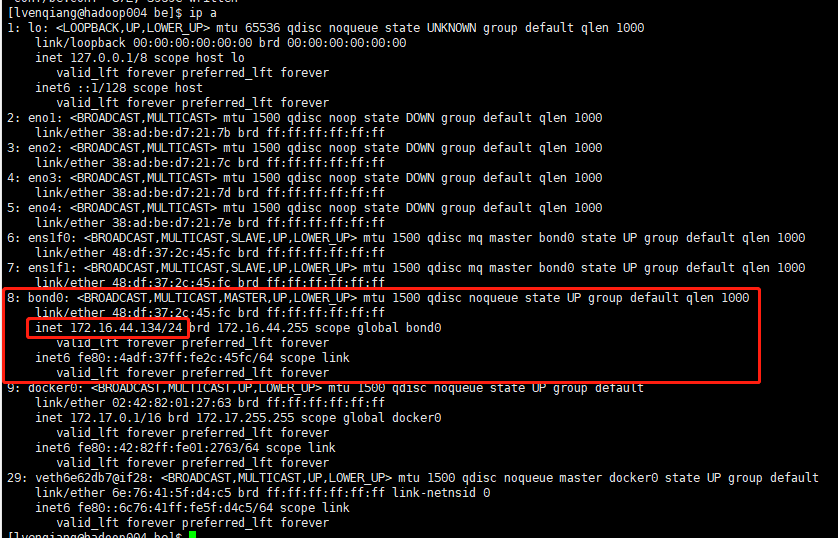 [lvenqiang@hadoop004 be]$ ip a
1: lo: <LOOPBACK,UP,LOWER_UP> mtu 65536 qdisc noqueue state UNKNOWN group default qlen 1000
link/loopback 00:00:00:00:00:00 brd 00:00:00:00:00:00
inet 127.0.0.1/8 scope host lo
valid_lft forever preferred_lft forever
inet6 ::1/128 scope host
valid_lft forever preferred_lft forever
2: eno1: <BROADCAST,MULTICAST> mtu 1500 qdisc noop state DOWN group default qlen 1000
link/ether 38:ad:be:d7:21:7b brd ff:ff:ff:ff:ff:ff
3: eno2: <BROADCAST,MULTICAST> mtu 1500 qdisc noop state DOWN group default qlen 1000
link/ether 38:ad:be:d7:21:7c brd ff:ff:ff:ff:ff:ff
4: eno3: <BROADCAST,MULTICAST> mtu 1500 qdisc noop state DOWN group default qlen 1000
link/ether 38:ad:be:d7:21:7d brd ff:ff:ff:ff:ff:ff
5: eno4: <BROADCAST,MULTICAST> mtu 1500 qdisc noop state DOWN group default qlen 1000
link/ether 38:ad:be:d7:21:7e brd ff:ff:ff:ff:ff:ff
6: ens1f0: <BROADCAST,MULTICAST,SLAVE,UP,LOWER_UP> mtu 1500 qdisc mq master bond0 state UP group default qlen 1000
link/ether 48:df:37:2c:45:fc brd ff:ff:ff:ff:ff:ff
7: ens1f1: <BROADCAST,MULTICAST,SLAVE,UP,LOWER_UP> mtu 1500 qdisc mq master bond0 state UP group default qlen 1000
link/ether 48:df:37:2c:45:fc brd ff:ff:ff:ff:ff:ff
8: bond0: <BROADCAST,MULTICAST,MASTER,UP,LOWER_UP> mtu 1500 qdisc noqueue state UP group default qlen 1000
link/ether 48:df:37:2c:45:fc brd ff:ff:ff:ff:ff:ff
inet 172.16.44.134/24 brd 172.16.44.255 scope global bond0
valid_lft forever preferred_lft forever
inet6 fe80::4adf:37ff:fe2c:45fc/64 scope link
valid_lft forever preferred_lft forever
9: docker0: <BROADCAST,MULTICAST,UP,LOWER_UP> mtu 1500 qdisc noqueue state UP group default
link/ether 02:42:82:01:27:63 brd ff:ff:ff:ff:ff:ff
inet 172.17.0.1/16 brd 172.17.255.255 scope global docker0
valid_lft forever preferred_lft forever
inet6 fe80::42:82ff:fe01:2763/64 scope link
valid_lft forever preferred_lft forever
29: veth6e62db7@if28: <BROADCAST,MULTICAST,UP,LOWER_UP> mtu 1500 qdisc noqueue master docker0 state UP group default
link/ether 6e:76:41:5f:d4:c5 brd ff:ff:ff:ff:ff:ff link-netnsid 0
inet6 fe80::6c76:41ff:fe5f:d4c5/64 scope link
valid_lft forever preferred_lft forever
[lvenqiang@hadoop004 be]$